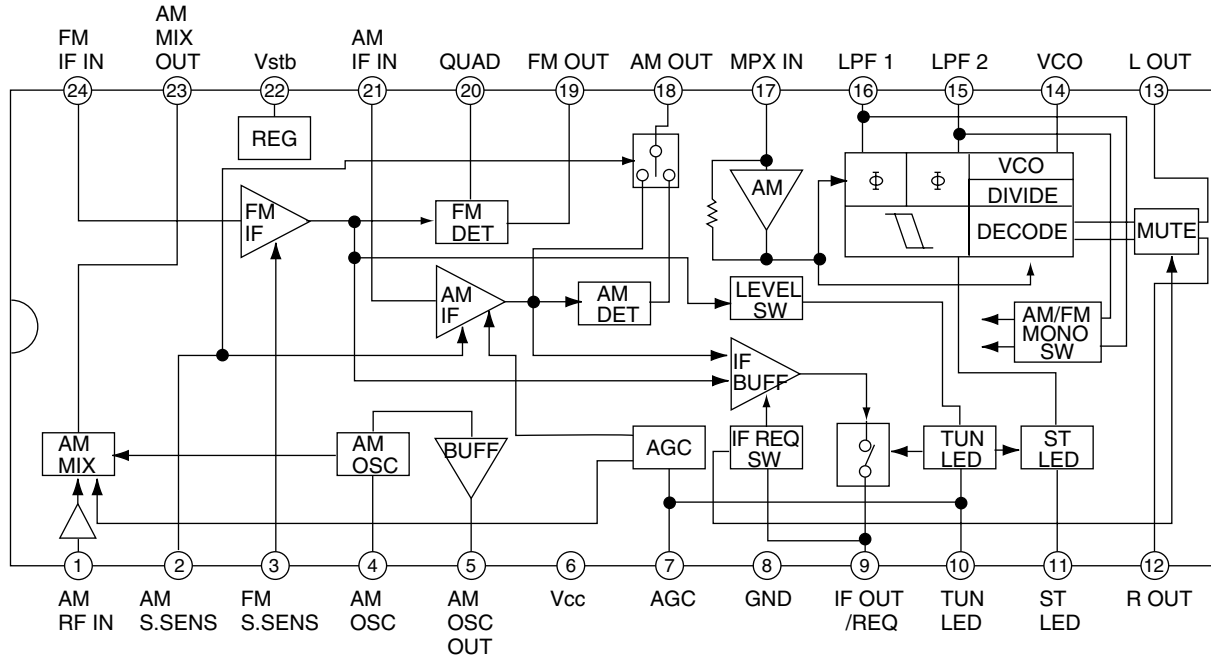 FM
IF IN
AM
MIX
OUT
Vstb
AM
IF IN
QUAD
FM OUT
AM OUT
MPX IN
LPF 1
LPF 2
VCO
L OUT
24
23
22
21
20
19
18
17
16
15
14
13
REG
FM
IF
FM
DET
AM
Φ
Φ
VCO
DIVIDE
DECODE
MUTE
AM
IF
AM
DET
LEVEL
SW
AM/FM
MONO
SW
IF
BUFF
AM
MIX
AM
OSC
BUFF
AGC
IF REQ
SW
TUN
LED
ST
LED
1
2
3
4
5
6
7
8
9
10
11
12
AM
RF IN
AM
S.SENS
FM
S.SENS
AM
OSC
AM
OSC
OUT
Vcc
AGC
GND
IF OUT
/REQ
TUN
LED
ST
LED
R OUT